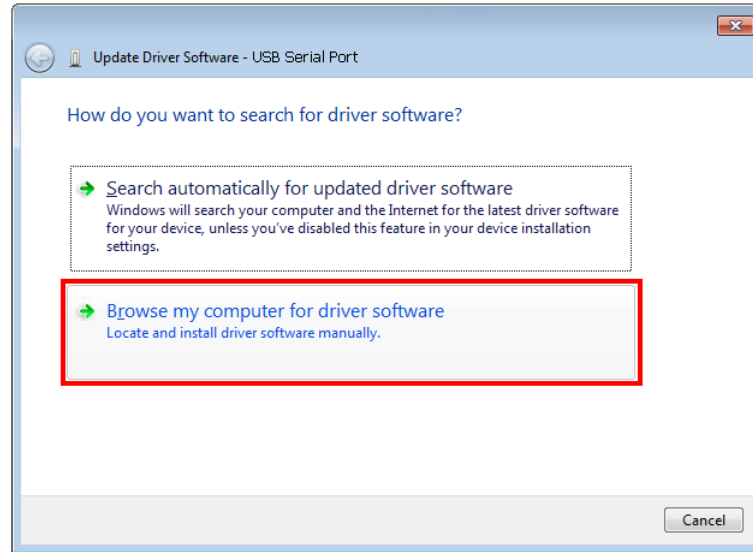 Update Driver Software - USB Serial Port
How do you want to search for driver software?
Search automatically for updated driver software
Windows will search your computer and the Internet for the latest driver software
for your device, unless you've disabled this feature in your device installation
settings.
Browse my computer for driver software
Locate and install driver software manually.
Cancel